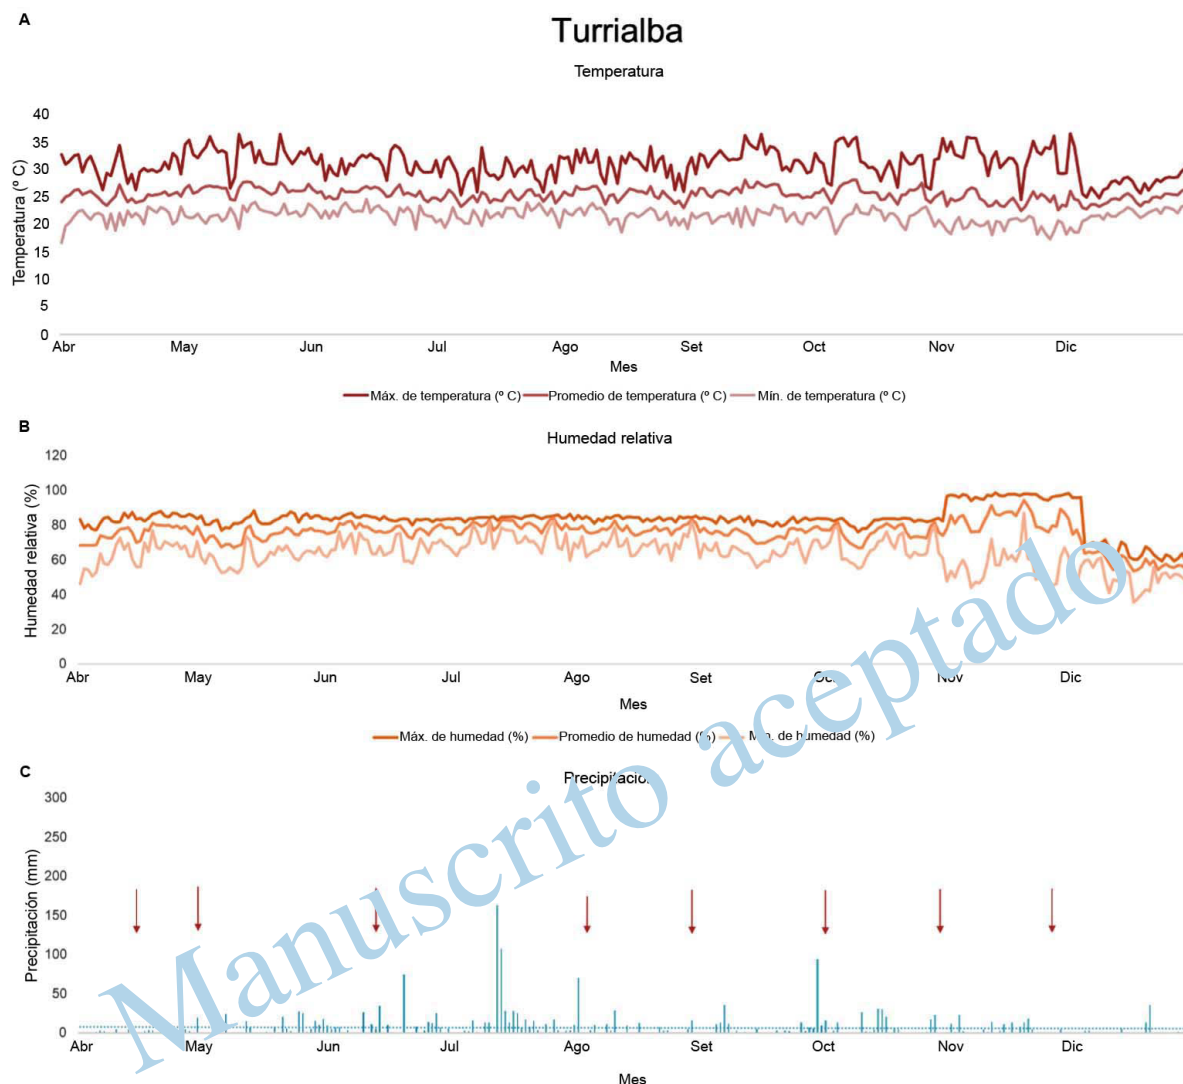 A
Turrialba
Temperatura
Temperatura (º C)
40
35
30
25
20
15
10
5
0
Abr May Jun Jul Ago Set Oct Nov Dic
Mes
Máx. de temperatura (º C) Promedio de temperatura (º C) Mín. de temperatura (º C)
B
Humedad relativa
Humedad relativa (%)
120
100
80
60
40
20
0
Abr May Jun Jul Ago Set Oct Nov Dic
Mes
Máx. de humedad (%) Promedio de humedad (%) Mín. de humedad (%)
C
Precipitación
Precipitación (mm)
300
250
200
150
100
50
0
Abr May Jun Jul Ago Set Oct Nov Dic
Mes
Manuscrito aceptado